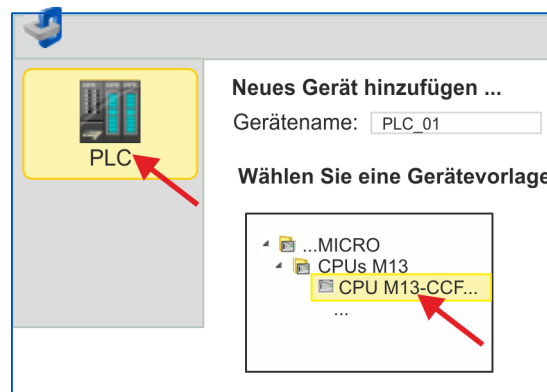 PLC
Neues Gerät hinzufügen ...
Gerätename: PLC_01
Wählen Sie eine Gerätevorlage
...MICRO
CPUs M13
CPU M13-CCF...
...